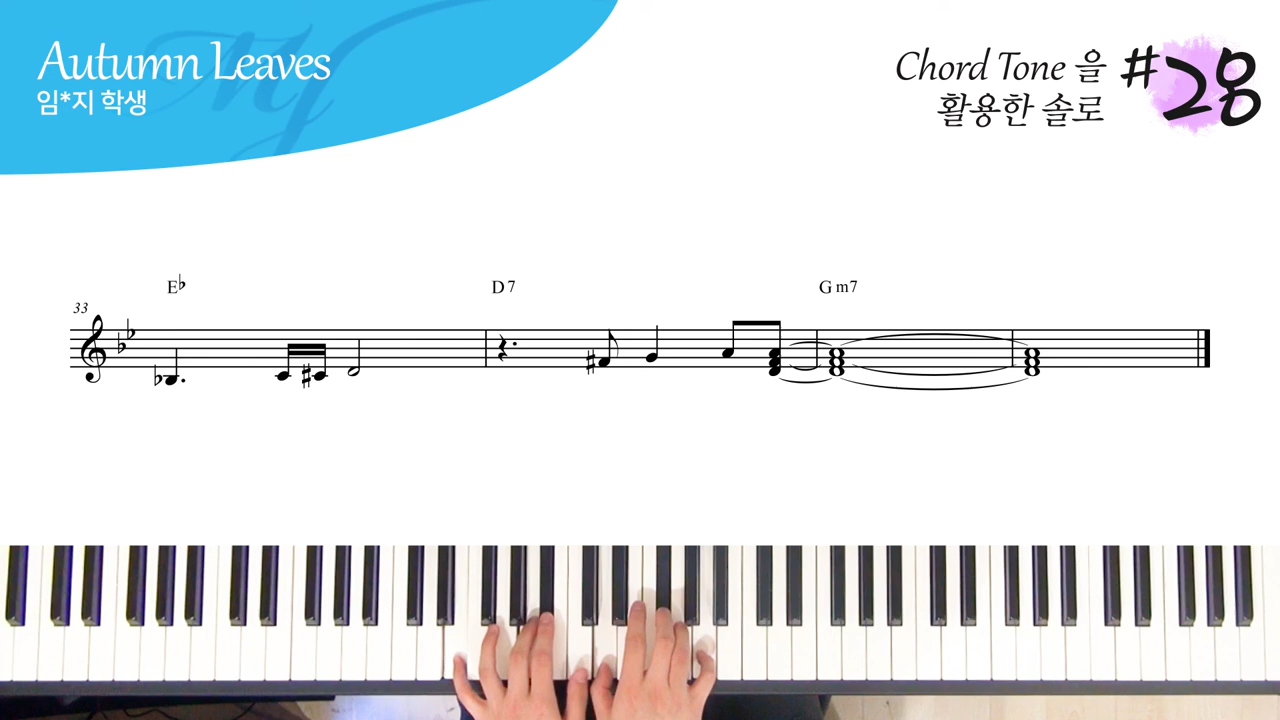 Autumn Leaves
임*지 학생
Chord Tone 을
활용한 솔로
#28
E♭
D7
Gm7
33